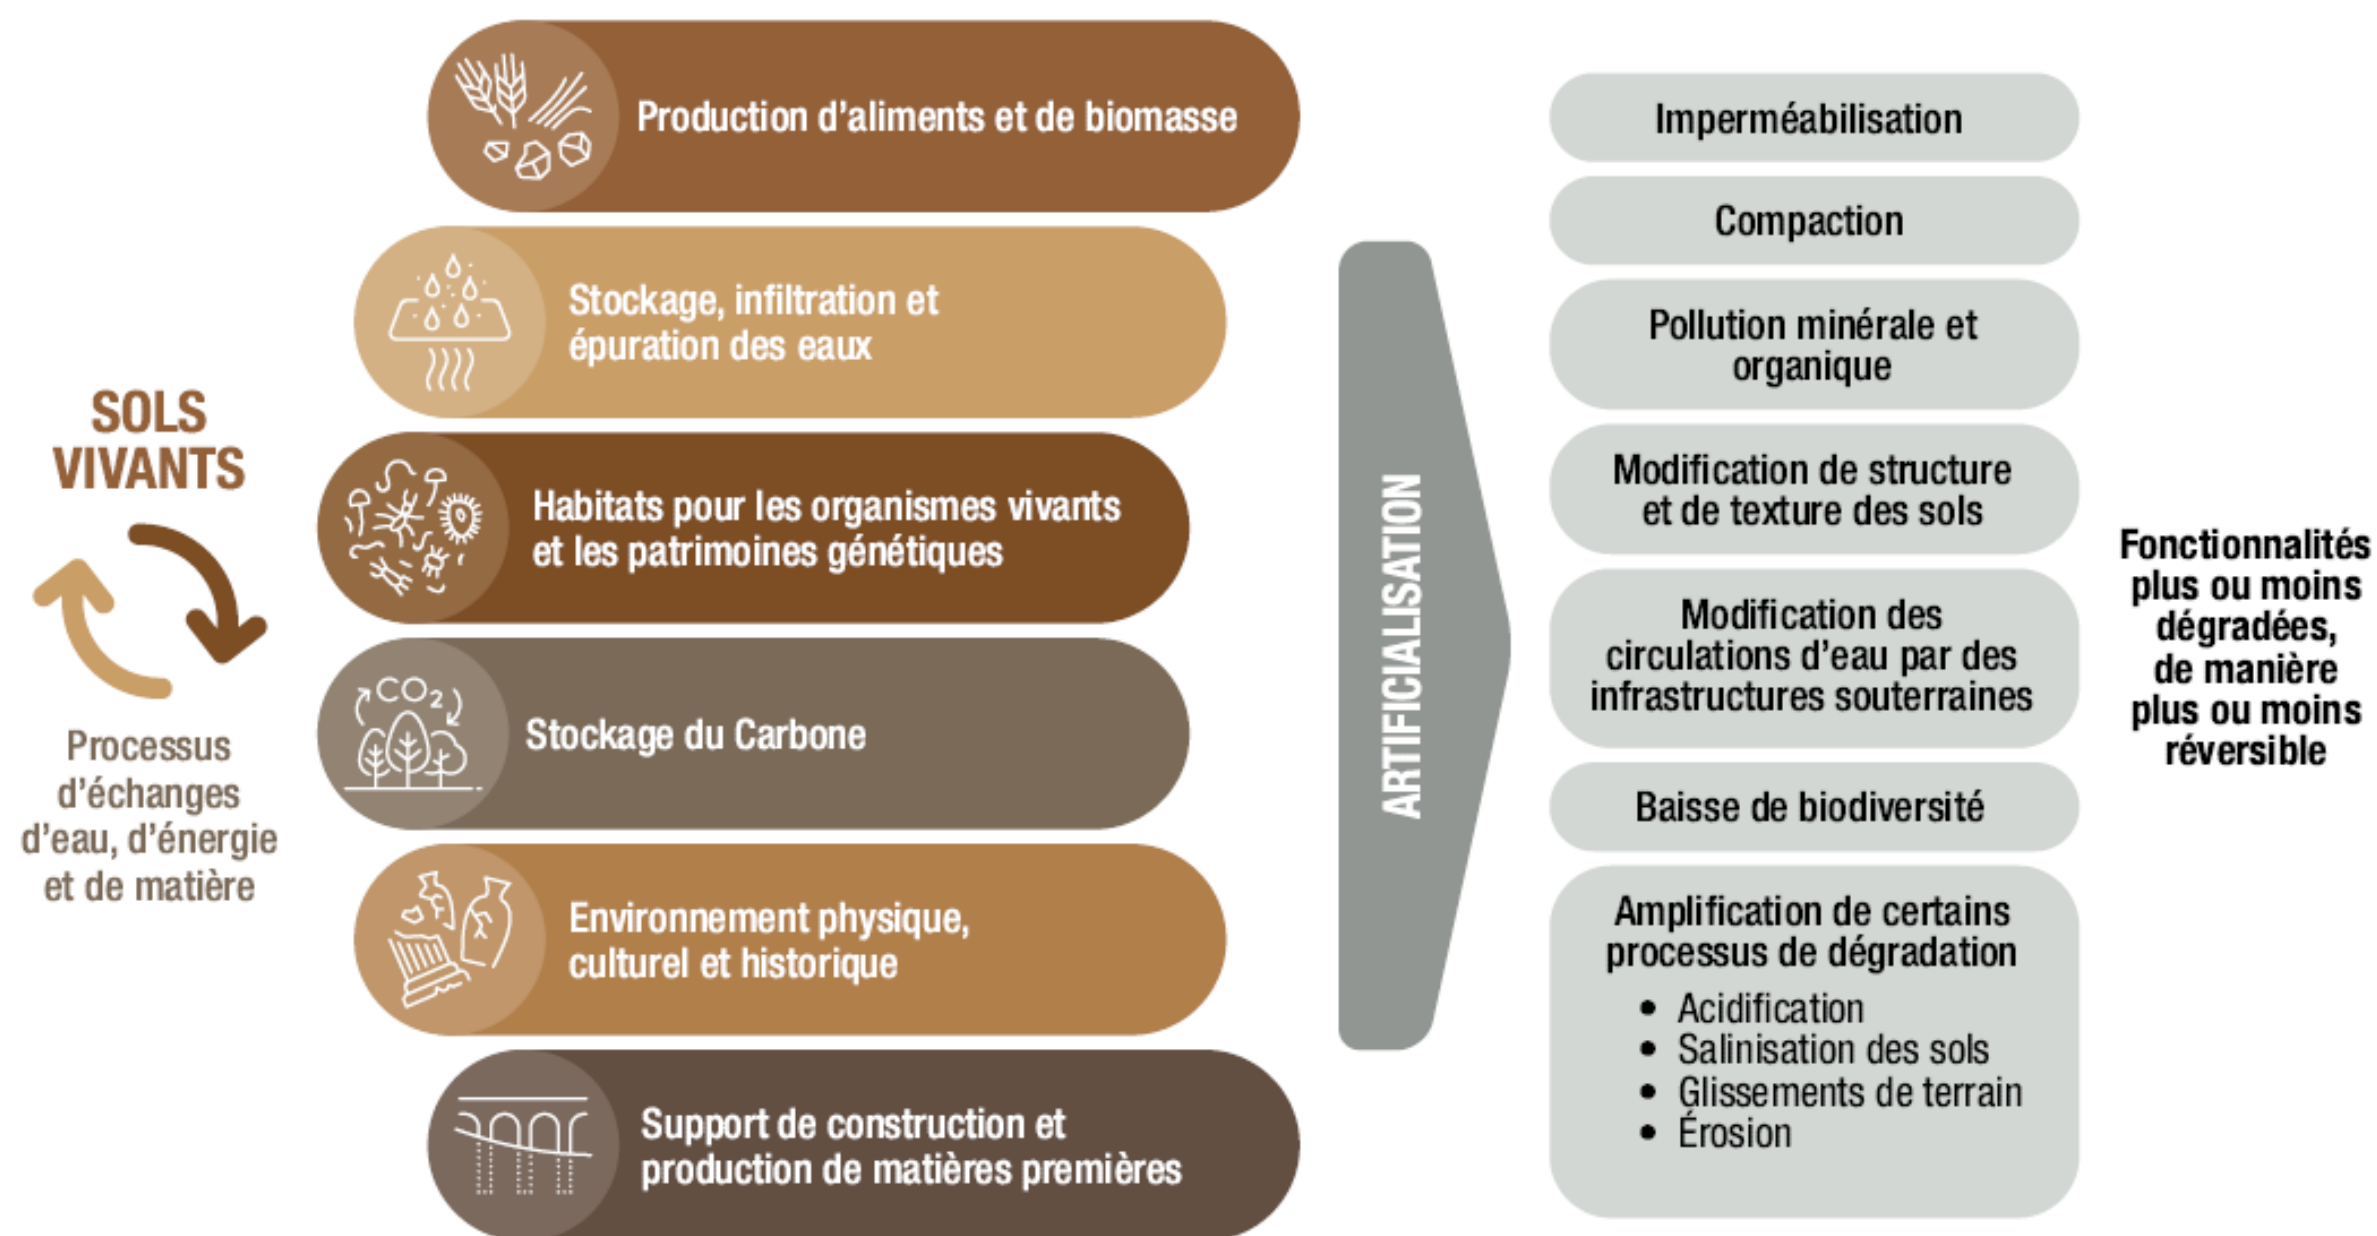 SOLS
VIVANTS
Processus
d'échanges
d'eau, d'énergie
et de matière
Production d'aliments et de biomasse
Stockage, infiltration et
épuration des eaux
Habitats pour les organismes vivants
et les patrimoines génétiques
CO2
Stockage du Carbone
Environnement physique,
culturel et historique
Support de construction et
production de matières premières
ARTIFICIALISATION
Imperméabilisation
Compaction
Pollution minérale et
organique
Modification de structure
et de texture des sols
Modification des
circulations d'eau par des
infrastructures souterraines
Baisse de biodiversité
Amplification de certains
processus de dégradation
• Acidification
• Salinisation des sols
• Glissements de terrain
• Érosion
Fonctionnalités
plus ou moins
dégradées,
de manière
plus ou moins
réversible